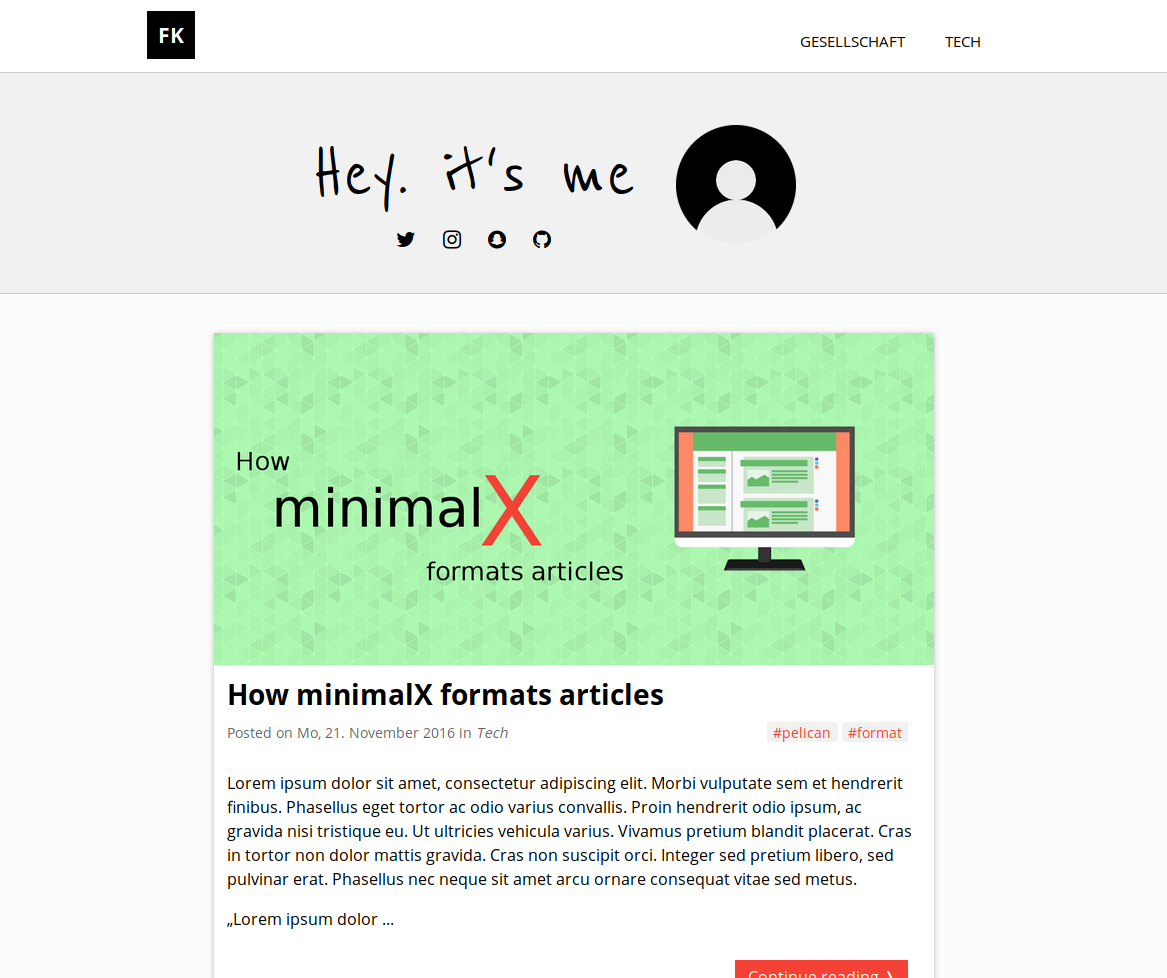 FK
GESELLSCHAFT TECH
Hey. it's me
How
minimalX
formats articles
How minimalX formats articles
Posted on Mo, 21. November 2016 in Tech #pelican #format
Lorem ipsum dolor sit amet, consectetur adipiscing elit. Morbi vulputate sem et hendrerit
finibus. Phasellus eget tortor ac odio varius convallis. Proin hendrerit odio ipsum, ac
gravida nisi tristique eu. Ut ultricies vehicula varius. Vivamus pretium blandit placerat. Cras
in tortor non dolor mattis gravida. Cras non suscipit orci. Integer sed pretium libero, sed
pulvinar erat. Phasellus nec neque sit amet arcu ornare consequat vitae sed metus.
„Lorem ipsum dolor ...
Continue reading ❯